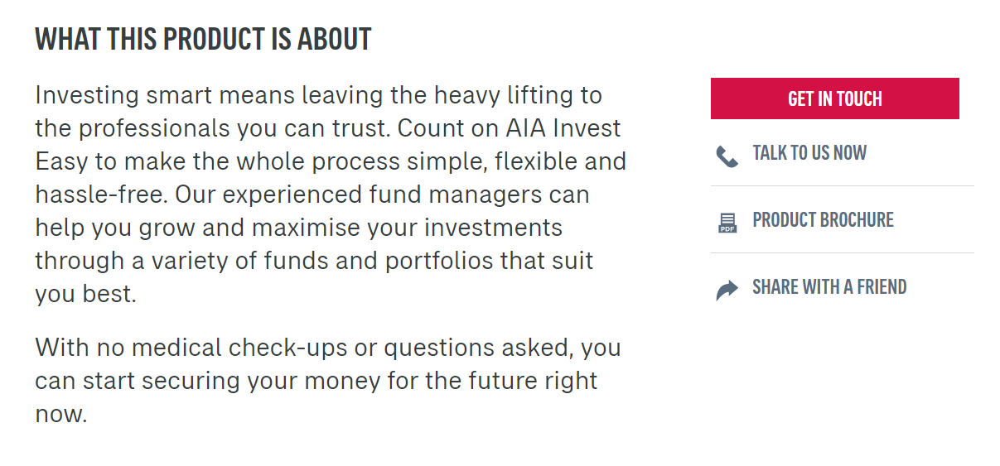 WHAT THIS PRODUCT IS ABOUT
Investing smart means leaving the heavy lifting to
the professionals you can trust. Count on AIA Invest
Easy to make the whole process simple, flexible and
hassle-free. Our experienced fund managers can
help you grow and maximise your investments
through a variety of funds and portfolios that suit
you best.
With no medical check-ups or questions asked, you
can start securing your money for the future right
now.
GET IN TOUCH
TALK TO US NOW
PDF
PRODUCT BROCHURE
SHARE WITH A FRIEND